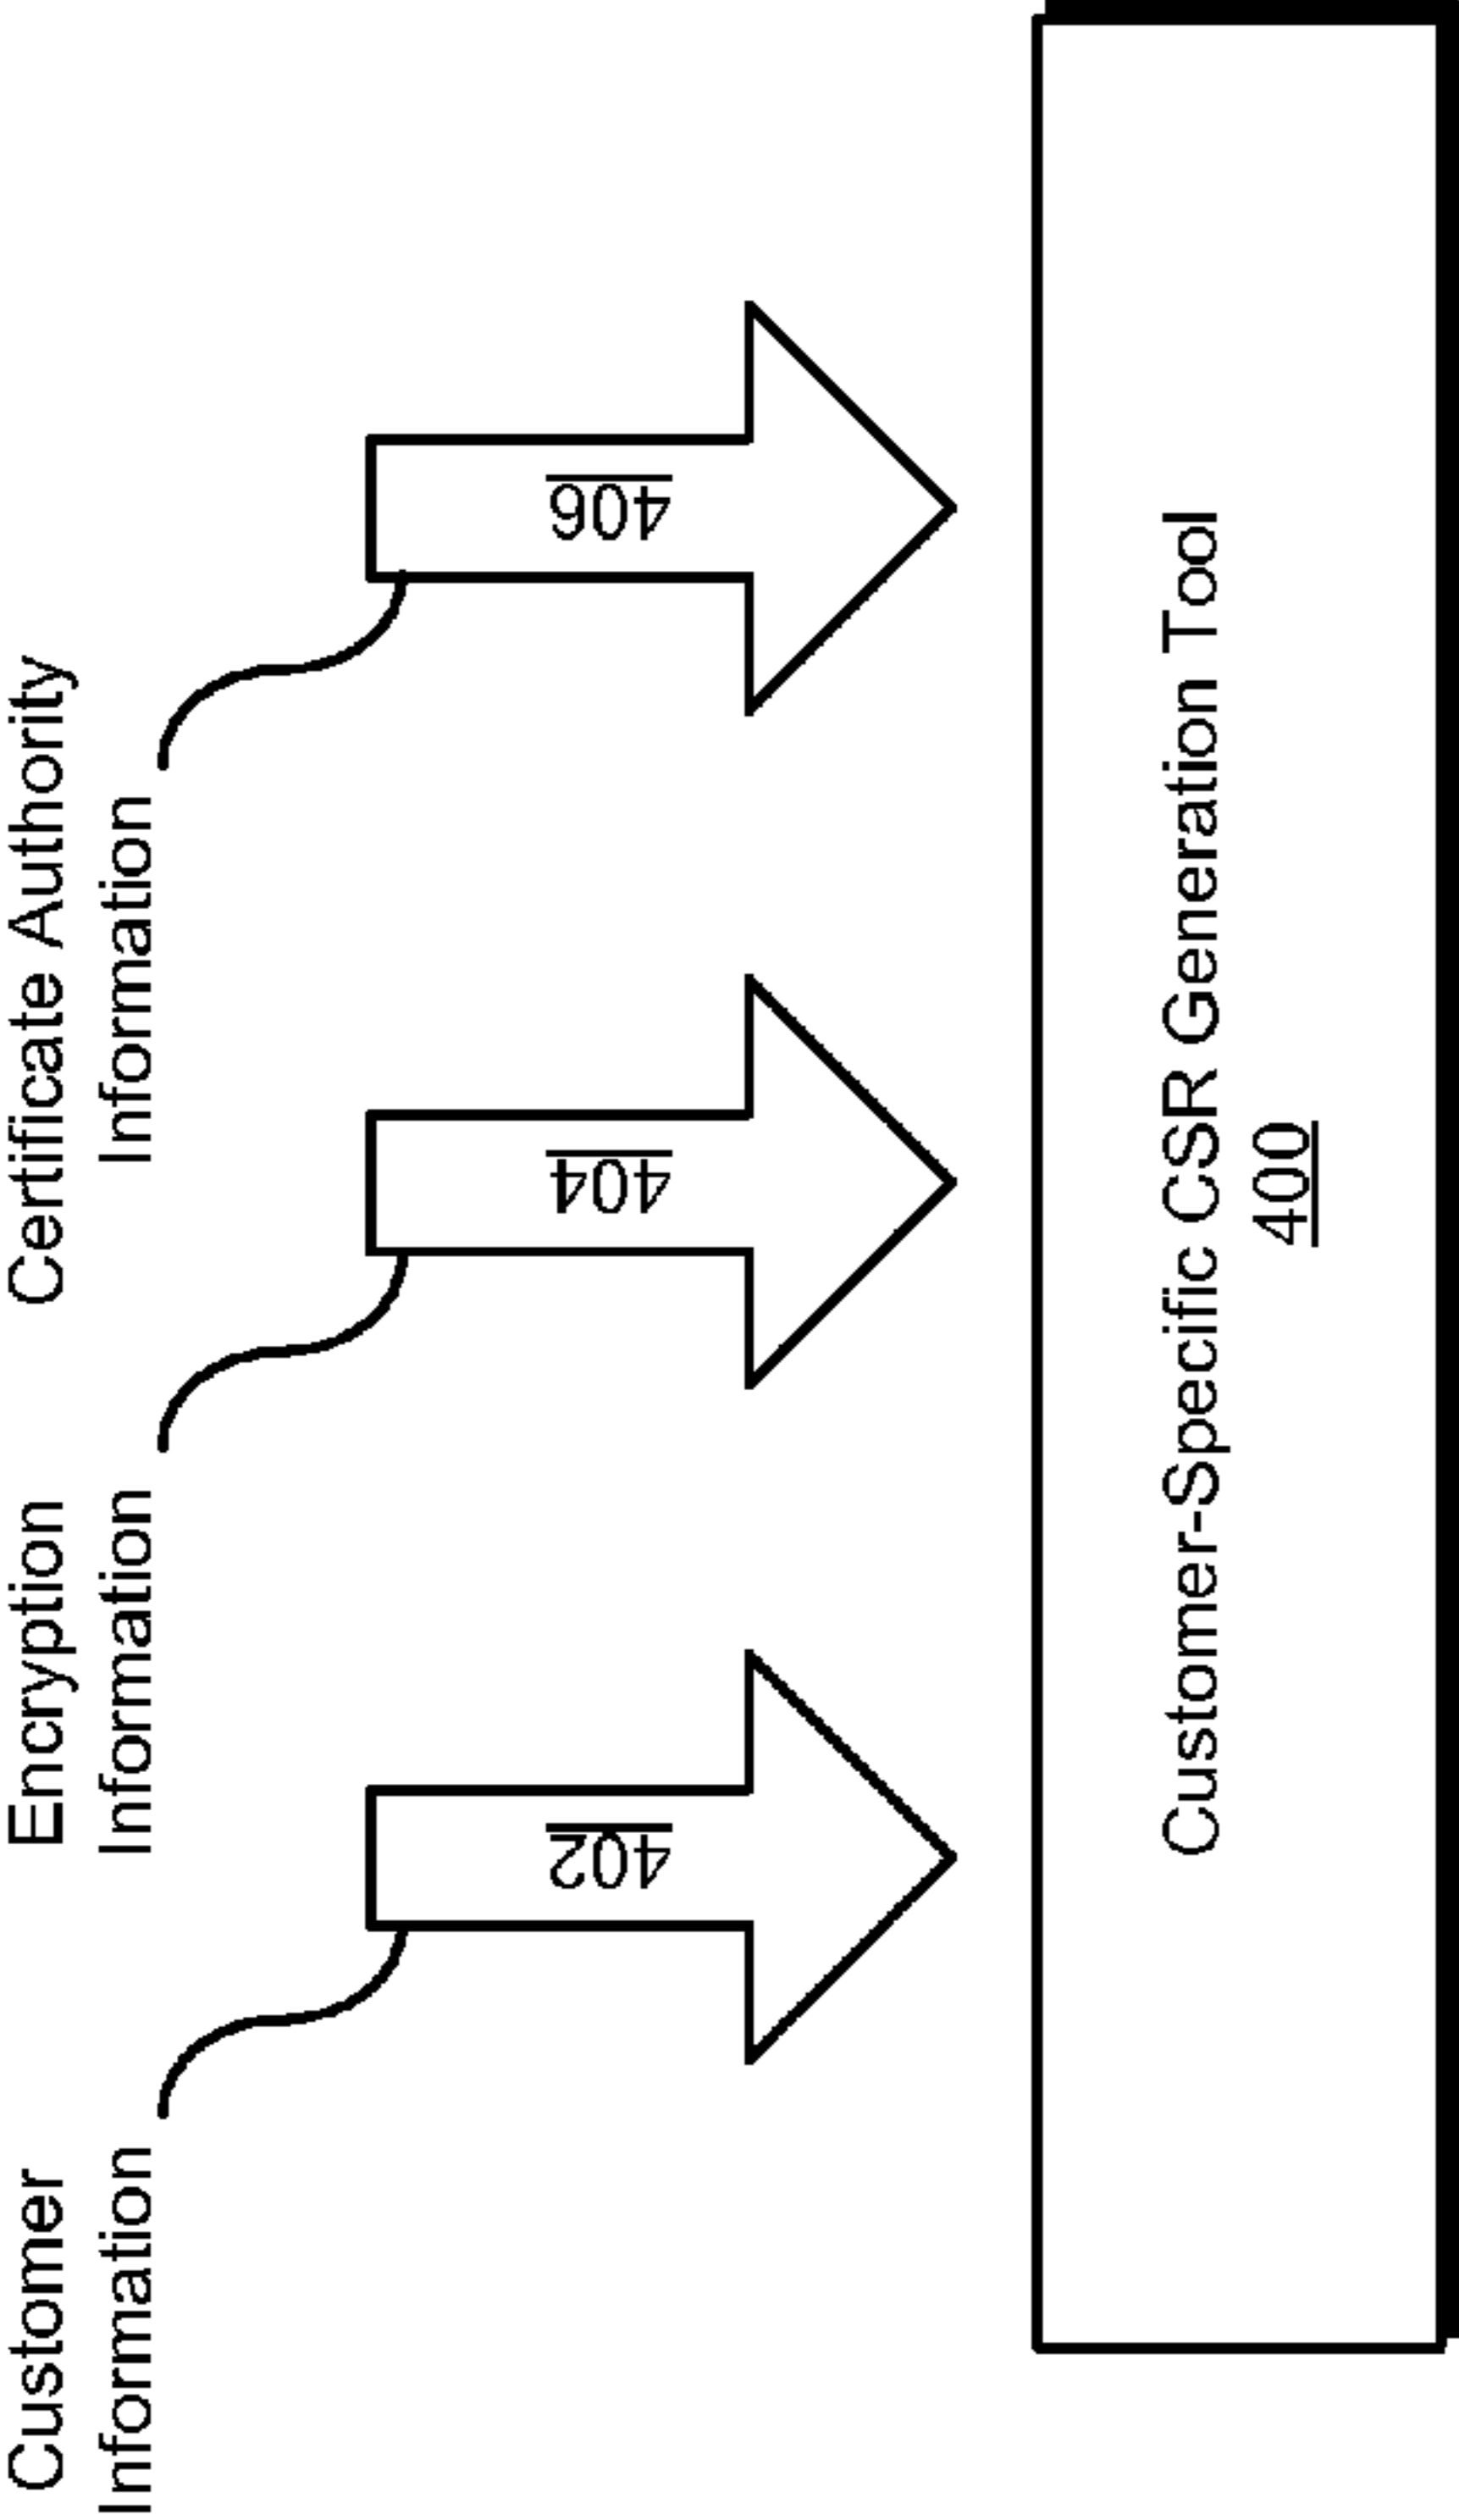 Customer
Information
Encryption
Information
Certificate Authority
Information
402
404
406
Customer-Specific CSR Generation Tool
400